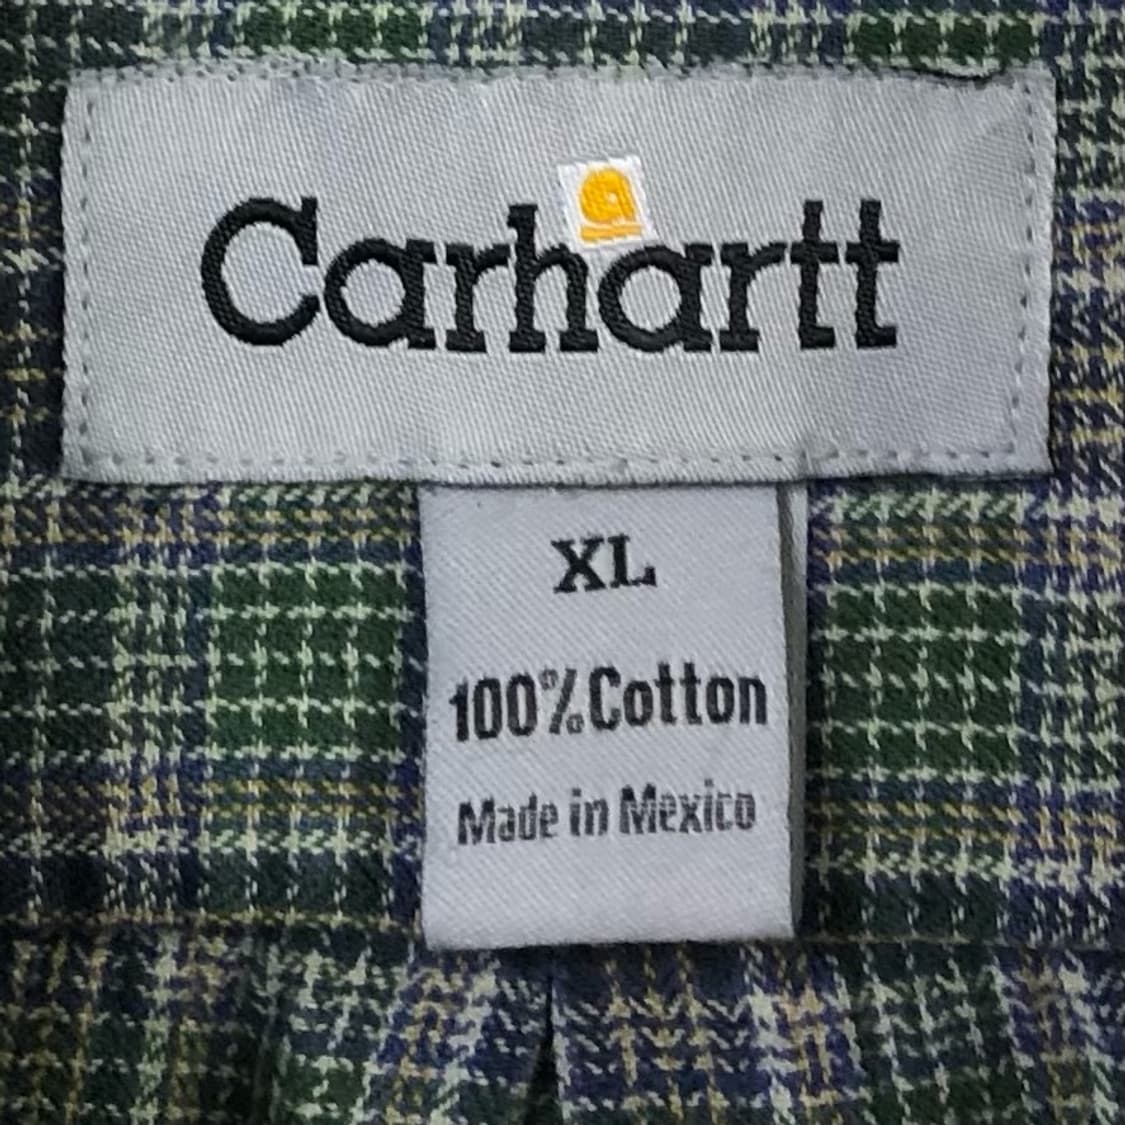 Carhartt
XL
100% Cotton
Made in Mexico